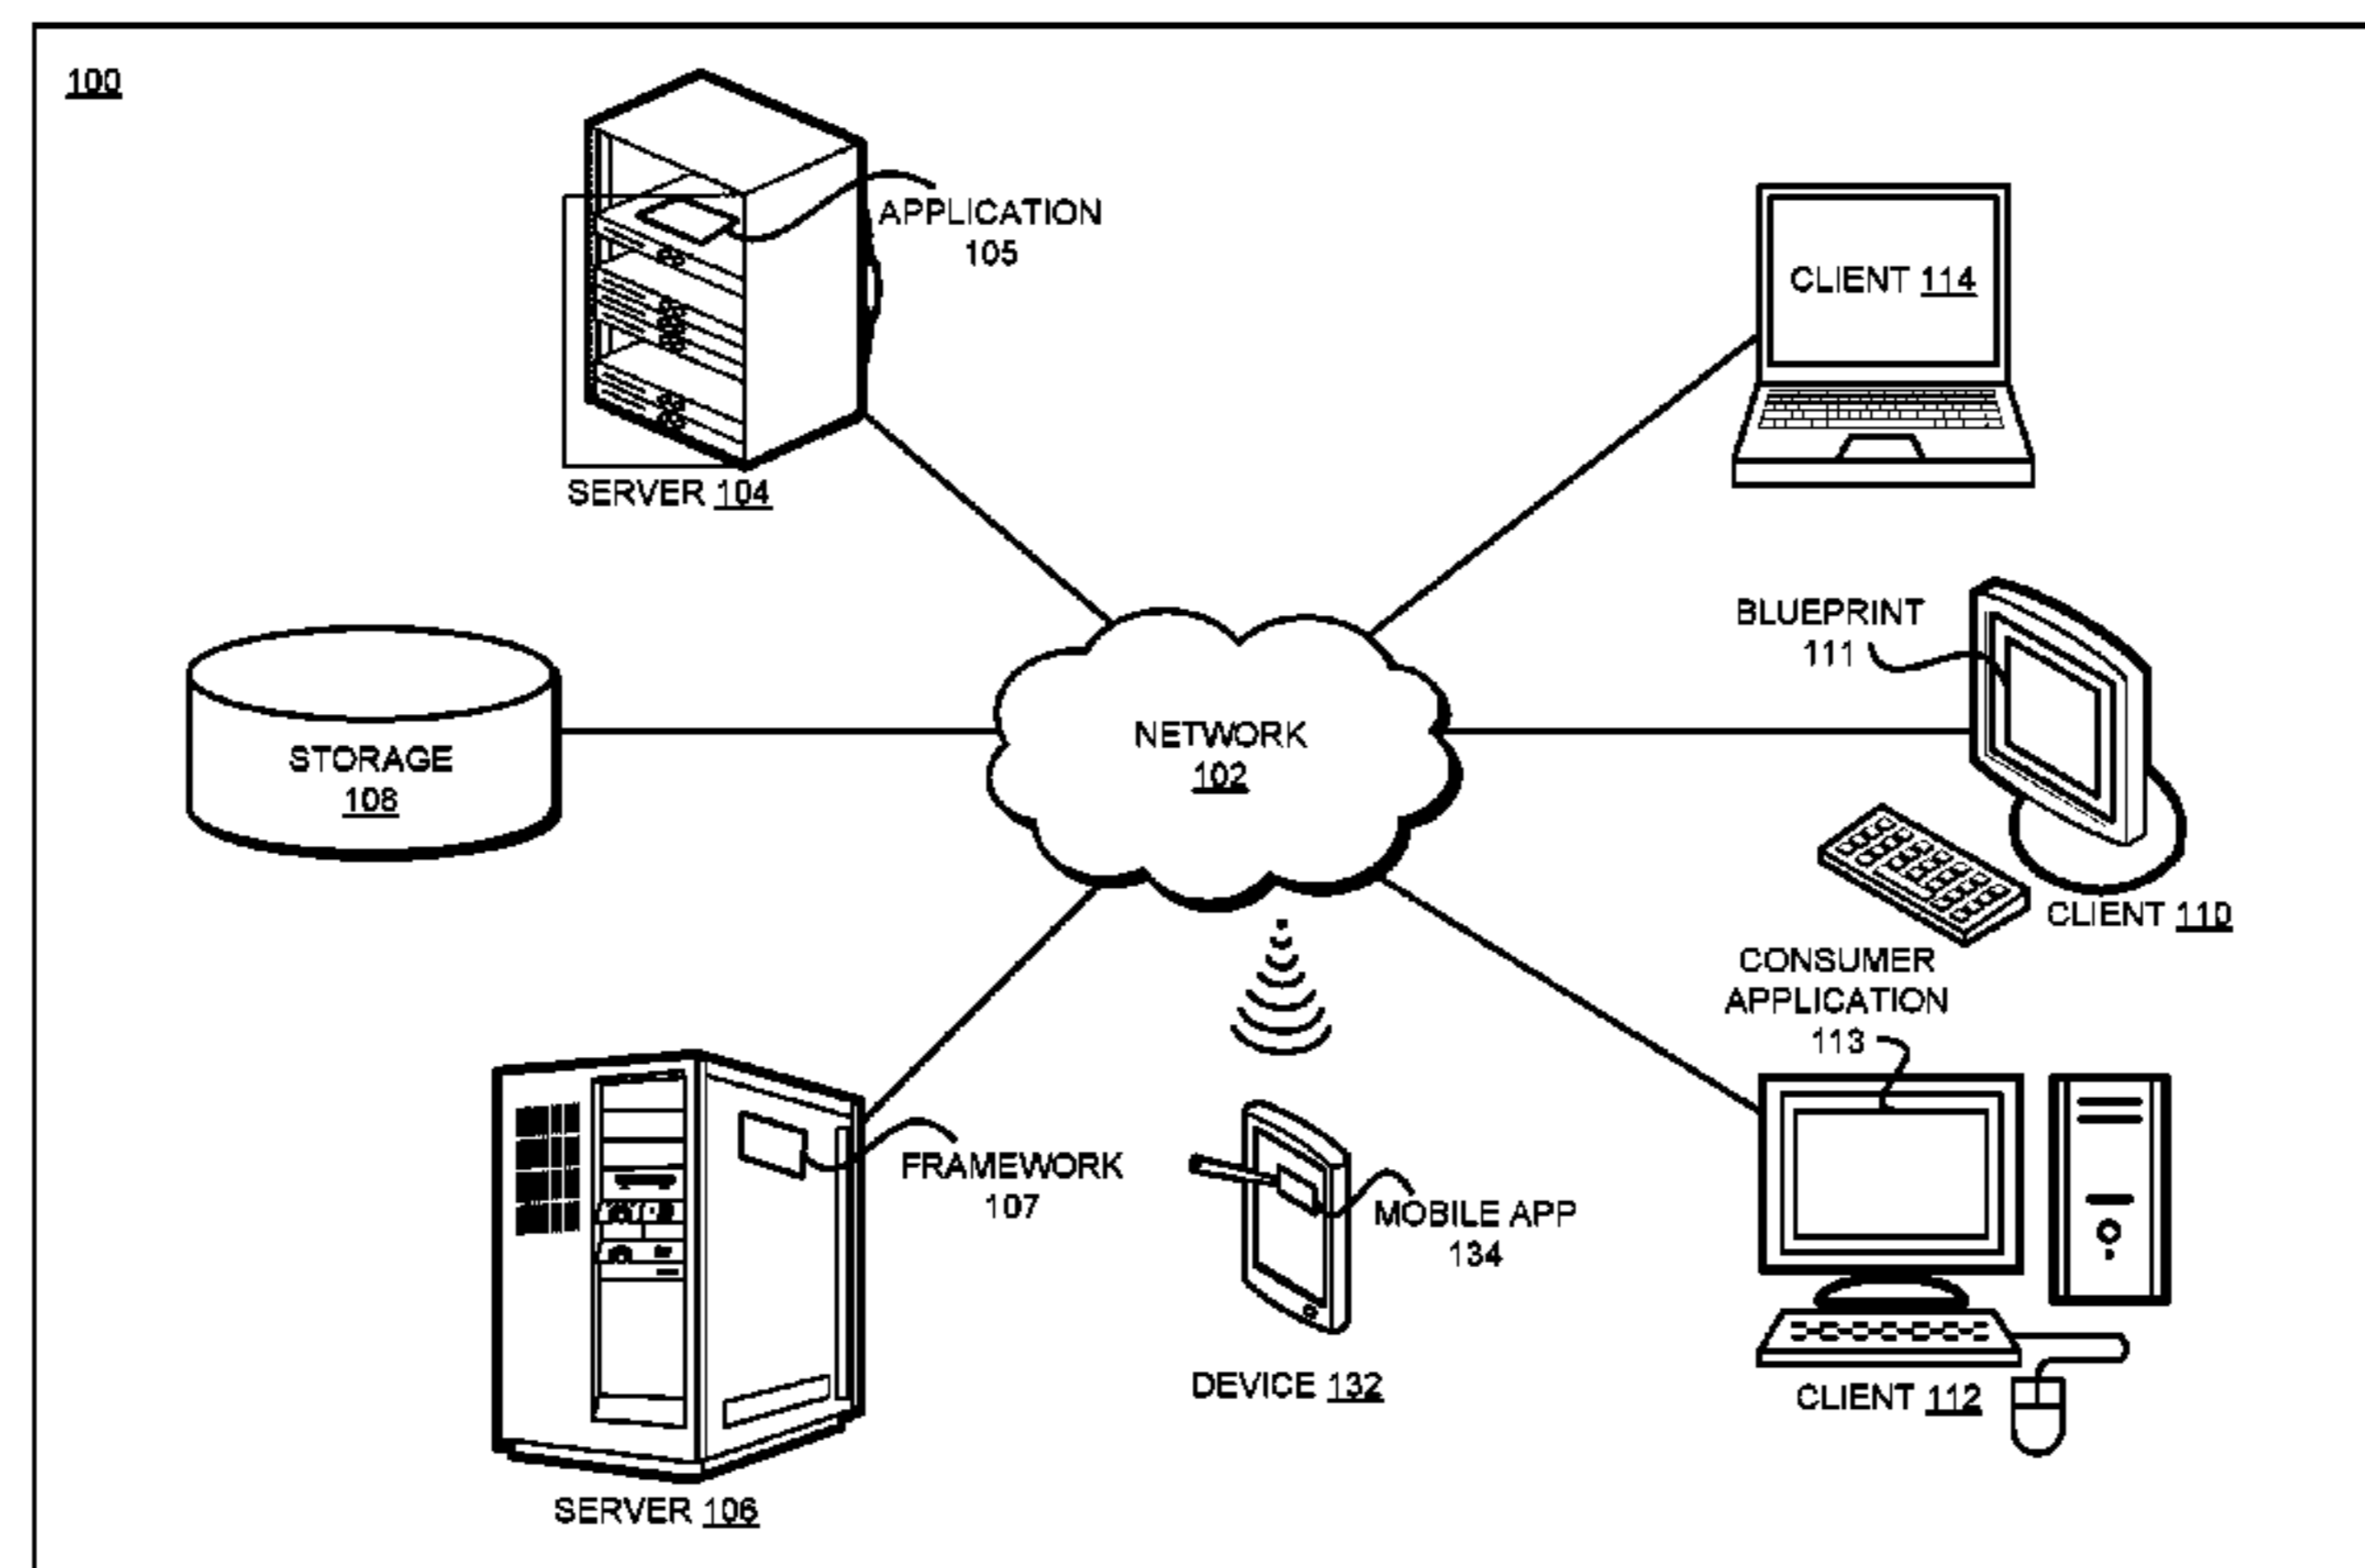 100
APPLICATION
105
CLIENT 114
SERVER 104
BLUEPRINT
111
NETWORK
102
STORAGE
108
CLIENT 110
CONSUMER
APPLICATION
113
FRAMEWORK
107
MOBILE APP
134
DEVICE 132
CLIENT 112
SERVER 106